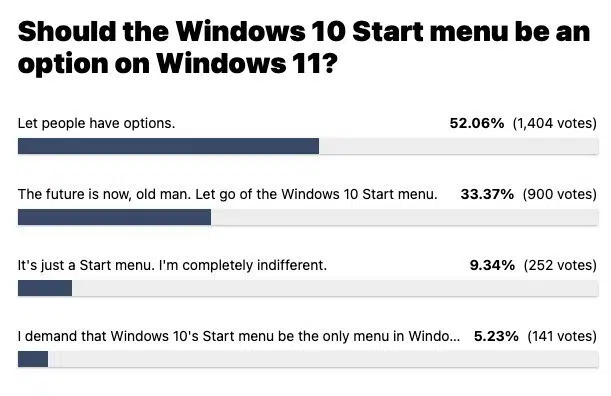 Should the Windows 10 Start menu be an
option on Windows 11?
Let people have options. 52.06% (1,404 votes)
The future is now, old man. Let go of the Windows 10 Start menu. 33.37% (900 votes)
It's just a Start menu. I'm completely indifferent. 9.34% (252 votes)
I demand that Windows 10's Start menu be the only menu in Windo... 5.23% (141 votes)